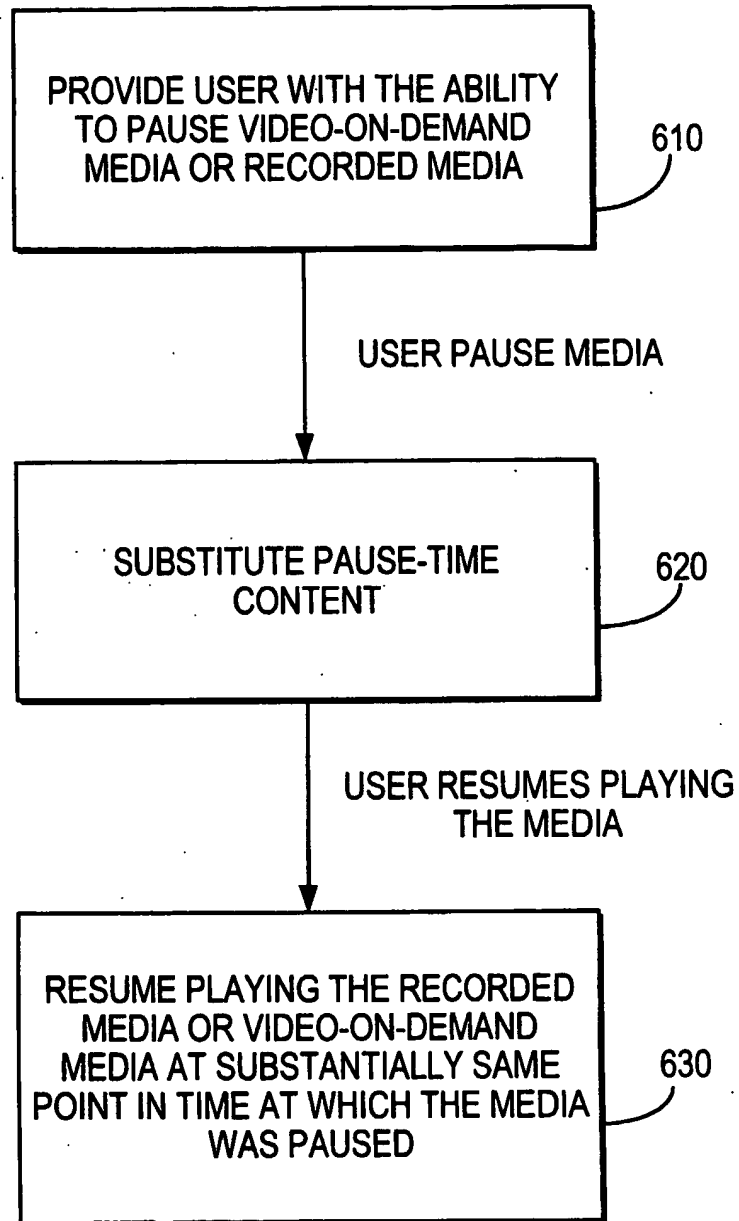 PROVIDE USER WITH THE ABILITY
TO PAUSE VIDEO-ON-DEMAND
MEDIA OR RECORDED MEDIA
610
USER PAUSE MEDIA
SUBSTITUTE PAUSE-TIME
CONTENT
620
USER RESUMES PLAYING
THE MEDIA
RESUME PLAYING THE RECORDED
MEDIA OR VIDEO-ON-DEMAND
MEDIA AT SUBSTANTIALLY SAME
POINT IN TIME AT WHICH THE MEDIA
WAS PAUSED
630